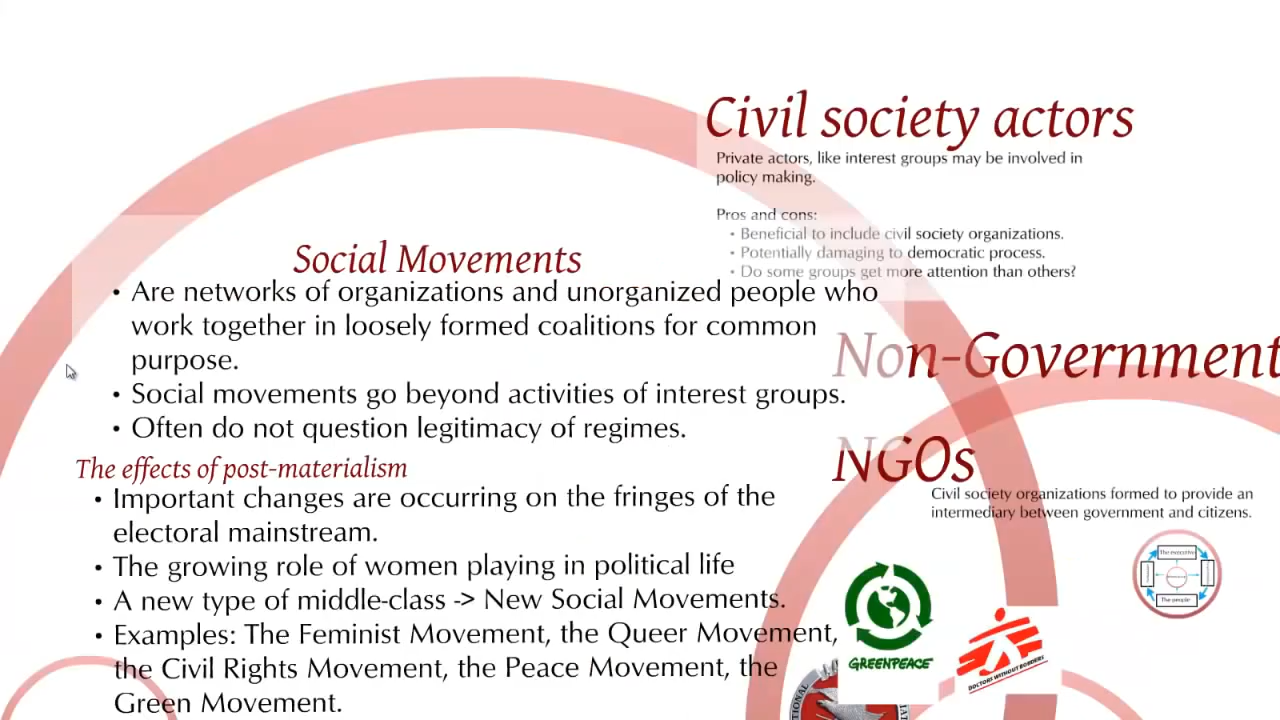 Civil society actors
Private actors, like interest groups may be involved in
policy making.
Pros and cons:
• Beneficial to include civil society organizations.
• Potentially damaging to democratic process.
• Do some groups get more attention than others?
Social Movements
• Are networks of organizations and unorganized people who
work together in loosely formed coalitions for common
purpose.
• Social movements go beyond activities of interest groups.
• Often do not question legitimacy of regimes.
The effects of post-materialism
• Important changes are occurring on the fringes of the
electoral mainstream.
• The growing role of women playing in political life
• A new type of middle-class -> New Social Movements.
• Examples: The Feminist Movement, the Queer Movement,
the Civil Rights Movement, the Peace Movement, the
Green Movement.
Non-Government
NGOs
Civil society organizations formed to provide an
intermediary between government and citizens.
The executive
The people
GREENPEACE
DOCTORS WITHOUT BORDERS